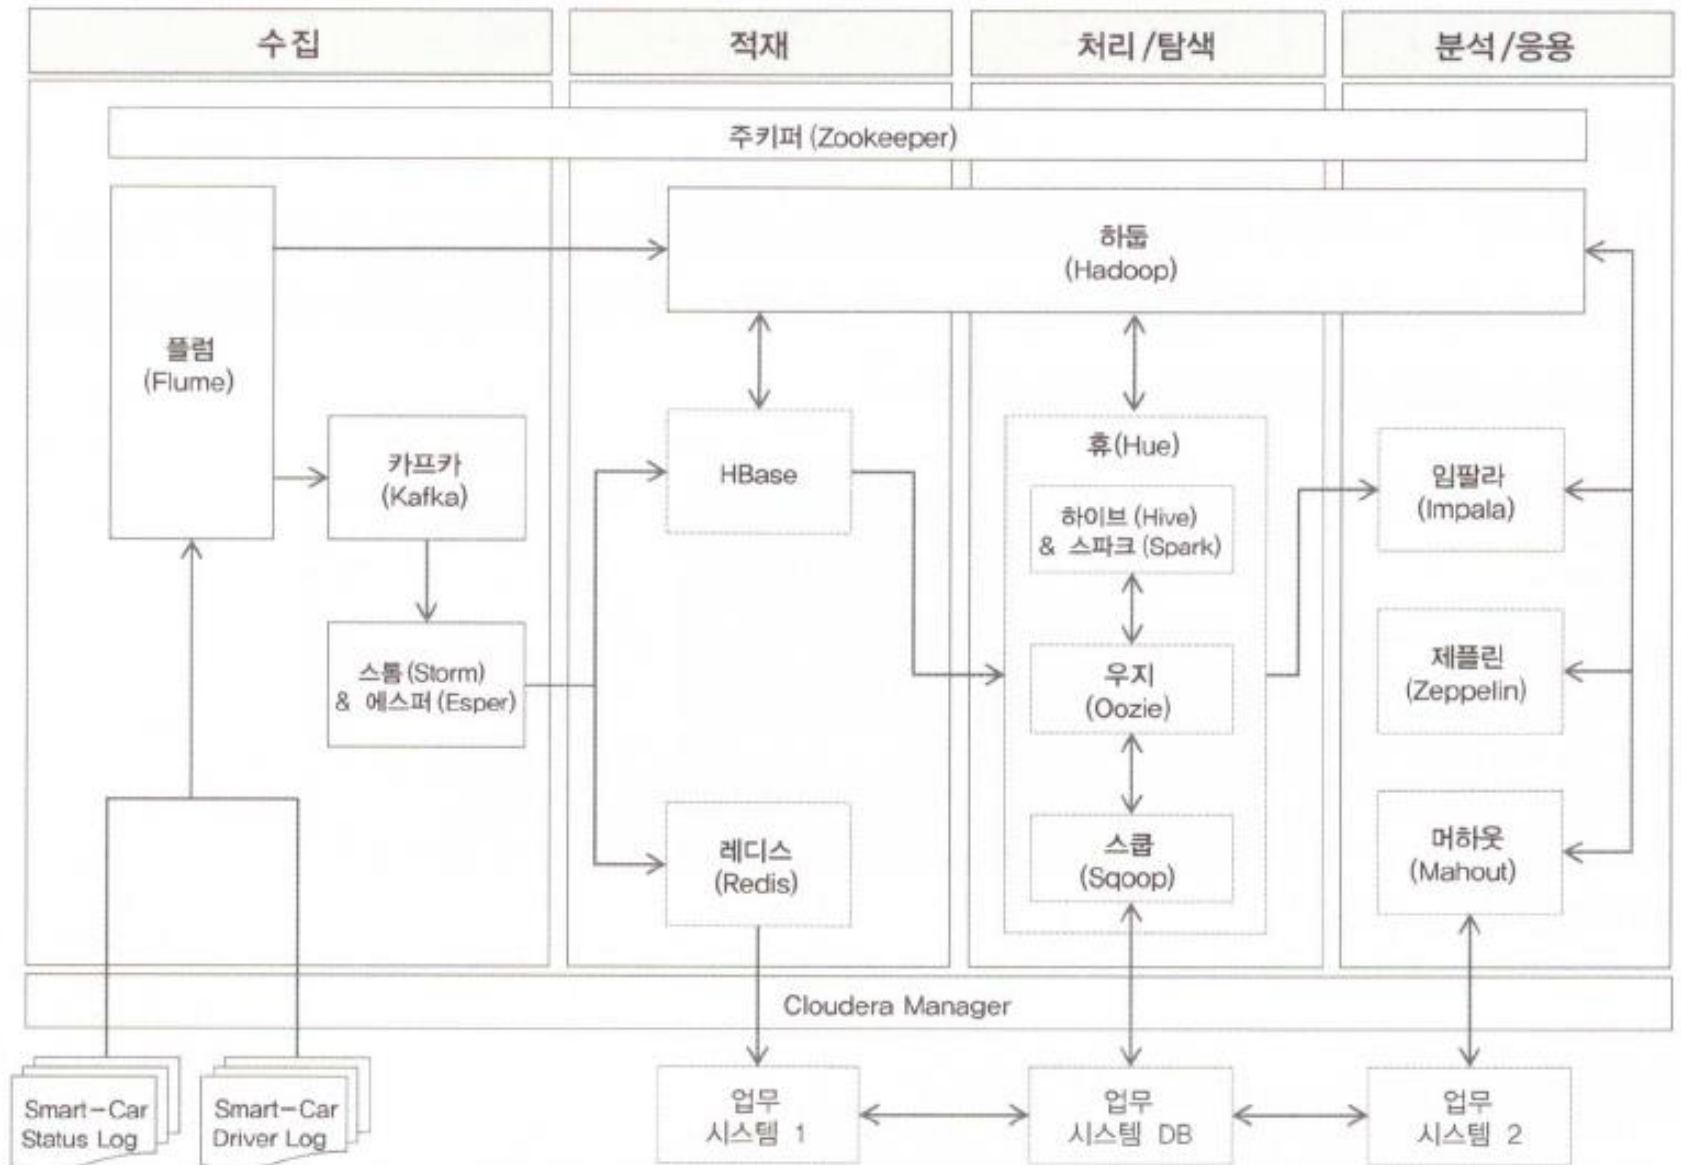 수집
적재
처리/탐색
분석/응용
주키퍼 (Zookeeper)
하둡
(Hadoop)
플럼
(Flume)
카프카
(Kafka)
스톰 (Storm)
& 에스퍼 (Esper)
HBase
레디스
(Redis)
휴(Hue)
하이브 (Hive)
& 스파크 (Spark)
우지
(Oozie)
스쿱
(Sqoop)
임팔라
(Impala)
제플린
(Zeppelin)
머하웃
(Mahout)
Cloudera Manager
Smart-Car
Status Log
Smart-Car
Driver Log
업무
시스템 1
업무
시스템 DB
업무
시스템 2